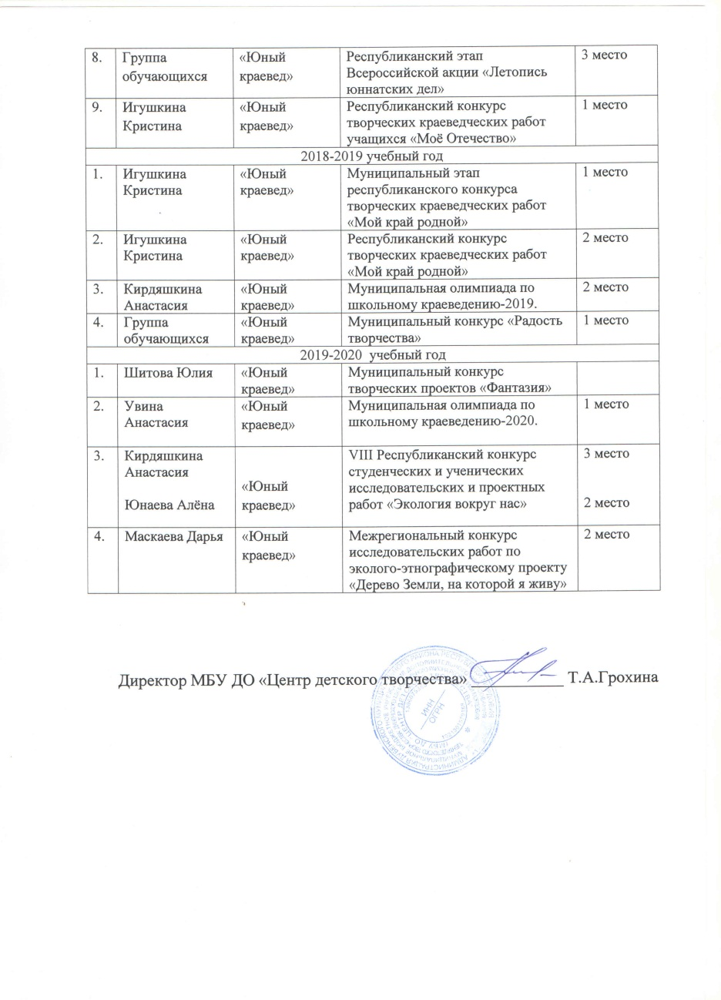 8. Группа «Юный Республиканский этап 3 место
обучающихся краевед» Всероссийской акции «Летопись
юннатских дел»
9. Игушкина «Юный Республиканский конкурс 1 место
Кристина краевед» творческих краеведческих работ
учащихся «Моё Отечество»
2018-2019 учебный год
1. Игушкина «Юный Муниципальный этап 1 место
Кристина краевед» республиканского конкурса
творческих краеведческих работ
«Мой край родной»
2. Игушкина «Юный Республиканский конкурс 2 место
Кристина краевед» творческих краеведческих работ
«Мой край родной»
3. Кирдяшкина «Юный Муниципальная олимпиада по 2 место
Анастасия краевед» школьному краеведению-2019.
4. Группа «Юный Муниципальный конкурс «Радость 1 место
обучающихся краевед» творчества»
2019-2020 учебный год
1. Шитова Юлия «Юный Муниципальный конкурс
краевед» творческих проектов «Фантазия»
2. Увина «Юный Муниципальная олимпиада по 1 место
Анастасия краевед» школьному краеведению-2020.
3. Кирдяшкина VIII Республиканский конкурс 3 место
Анастасия студенческих и ученических
«Юный исследовательских и проектных
Юнаева Алёна краевед» работ «Экология вокруг нас» 2 место
4. Маскаева Дарья «Юный Межрегиональный конкурс 2 место
краевед» исследовательских работ по
эколого-этнографическому проекту
«Дерево Земли, на которой я живу»
Директор МБУ ДО «Центр детского творчества» ____________ Т.А.Грохина
ИНН
ОГРН